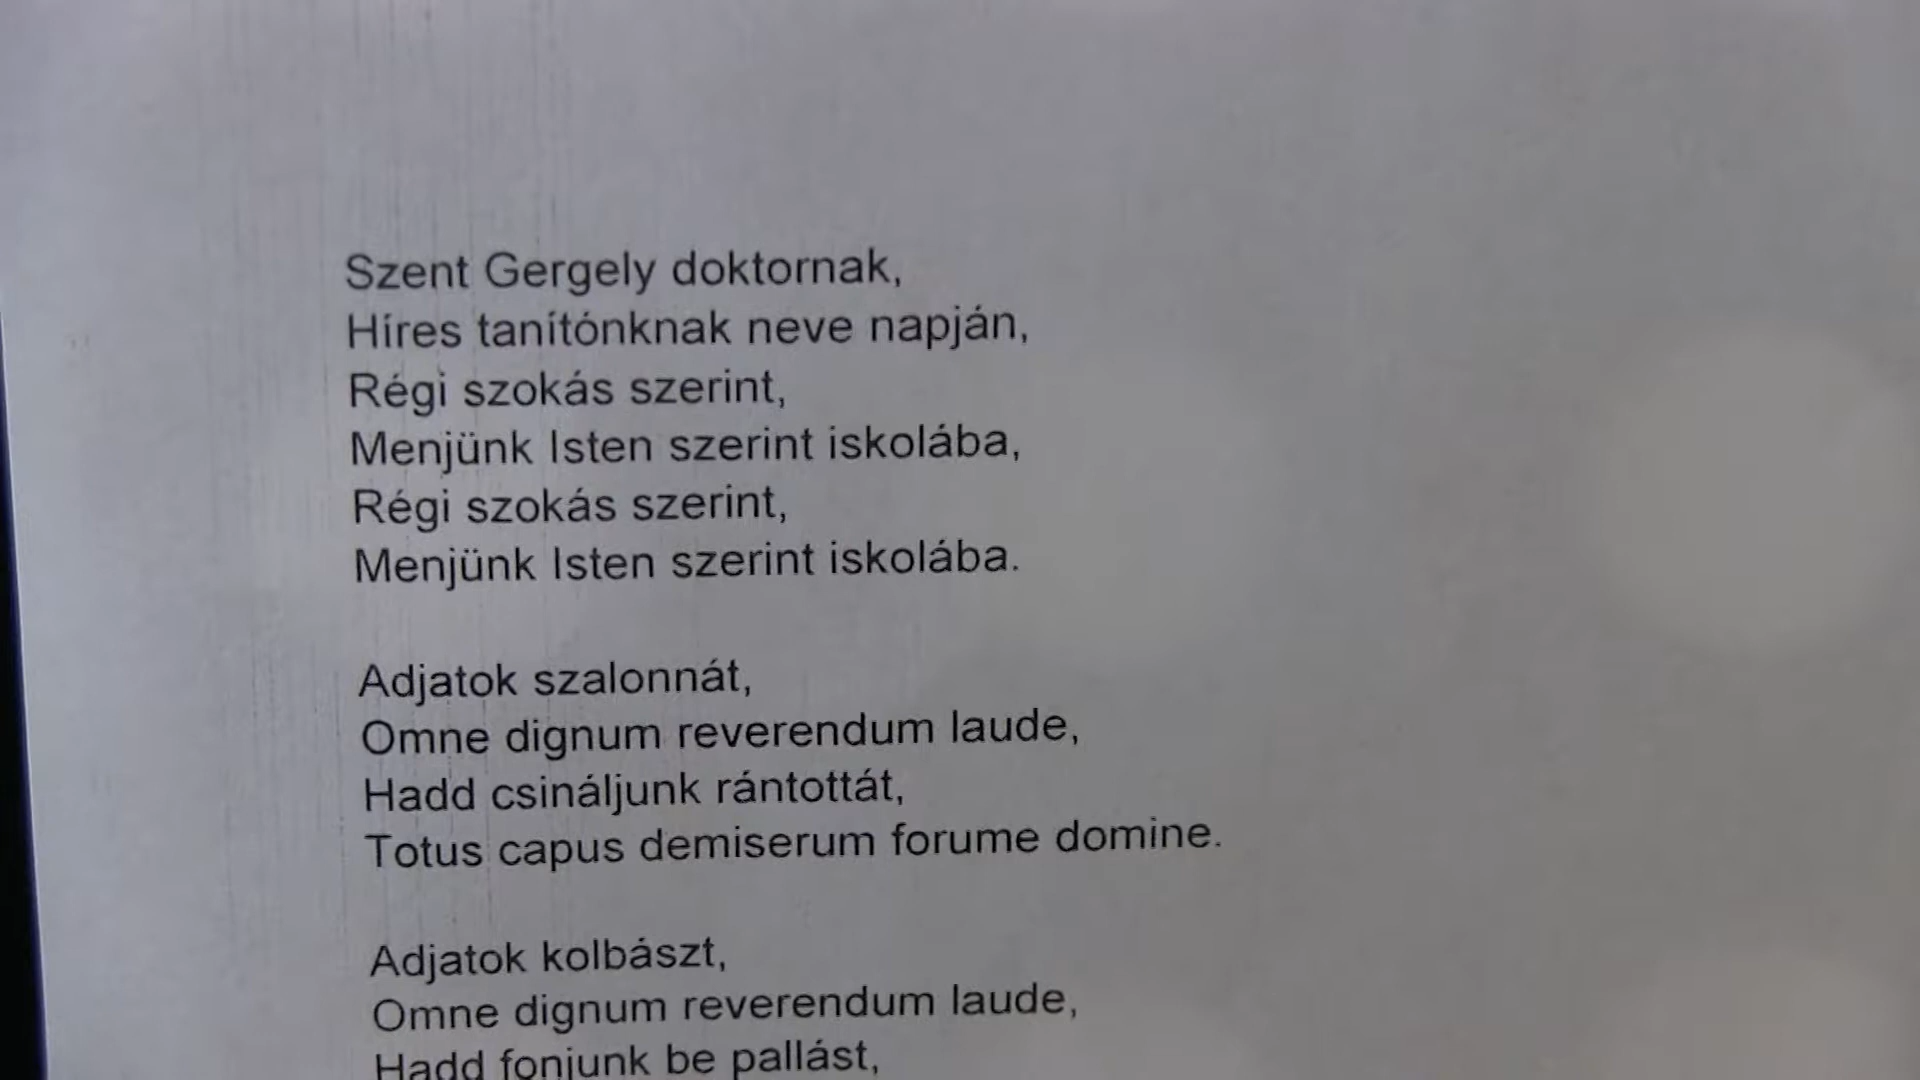 Szent Gergely doktornak,
Híres tanítónknak neve napján,
Régi szokás szerint,
Menjünk Isten szerint iskolába,
Régi szokás szerint,
Menjünk Isten szerint iskolába.
Adjatok szalonnát,
Omne dignum reverendum laude,
Hadd csináljunk rántottát,
Totus capus demiserum forume domine.
Adjatok kolbászt,
Omne dignum reverendum laude,
Hadd fonjunk be pallást,